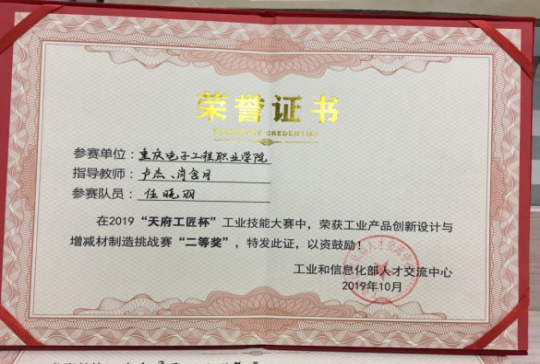 荣誉证书
参赛单位：重庆电子工程职业学院
指导教师：卢杰、肖含月
参赛队员：任晓羽
在2019“天府工匠杯”工业技能大赛中，荣获工业产品创新设计与
增减材制造挑战赛“二等奖”，特发此证，以资鼓励！
工业和信息化部人才交流中心
2019年10月